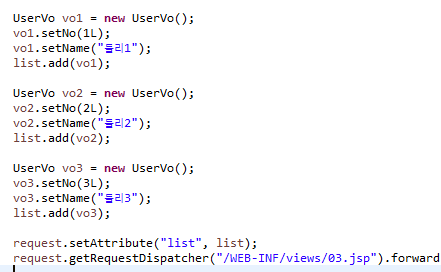 UserVo vo1 = new UserVo();
vo1.setNo(1L);
vo1.setName("둘리1");
list.add(vo1);
UserVo vo2 = new UserVo();
vo2.setNo(2L);
vo2.setName("둘리2");
list.add(vo2);
UserVo vo3 = new UserVo();
vo3.setNo(3L);
vo3.setName("둘리3");
list.add(vo3);
request.setAttribute("list", list);
request.getRequestDispatcher("/WEB-INF/views/03.jsp").forward